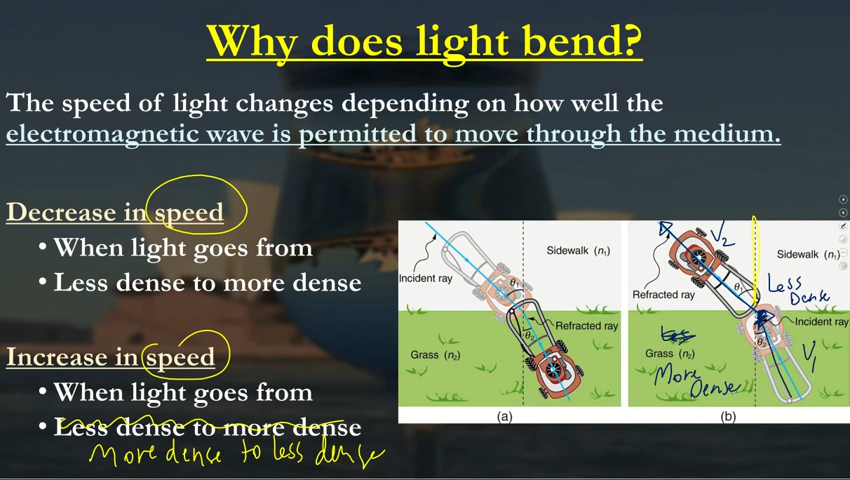 Why does light bend?
The speed of light changes depending on how well the
electromagnetic wave is permitted to move through the medium.
Decrease in speed
• When light goes from
• Less dense to more dense
Increase in speed
• When light goes from
• Less dense to more dense
More dense to less dense
Sidewalk (n₁)
Incident ray
θ₁
Refracted ray
θ₂
Grass (n₂)
(a)
V₂
Sidewalk (n₁)
θ₁
Less
Dense
Refracted ray
Incident ray
θ₂
Grass (n₂)
V₁
More
Dense
(b)